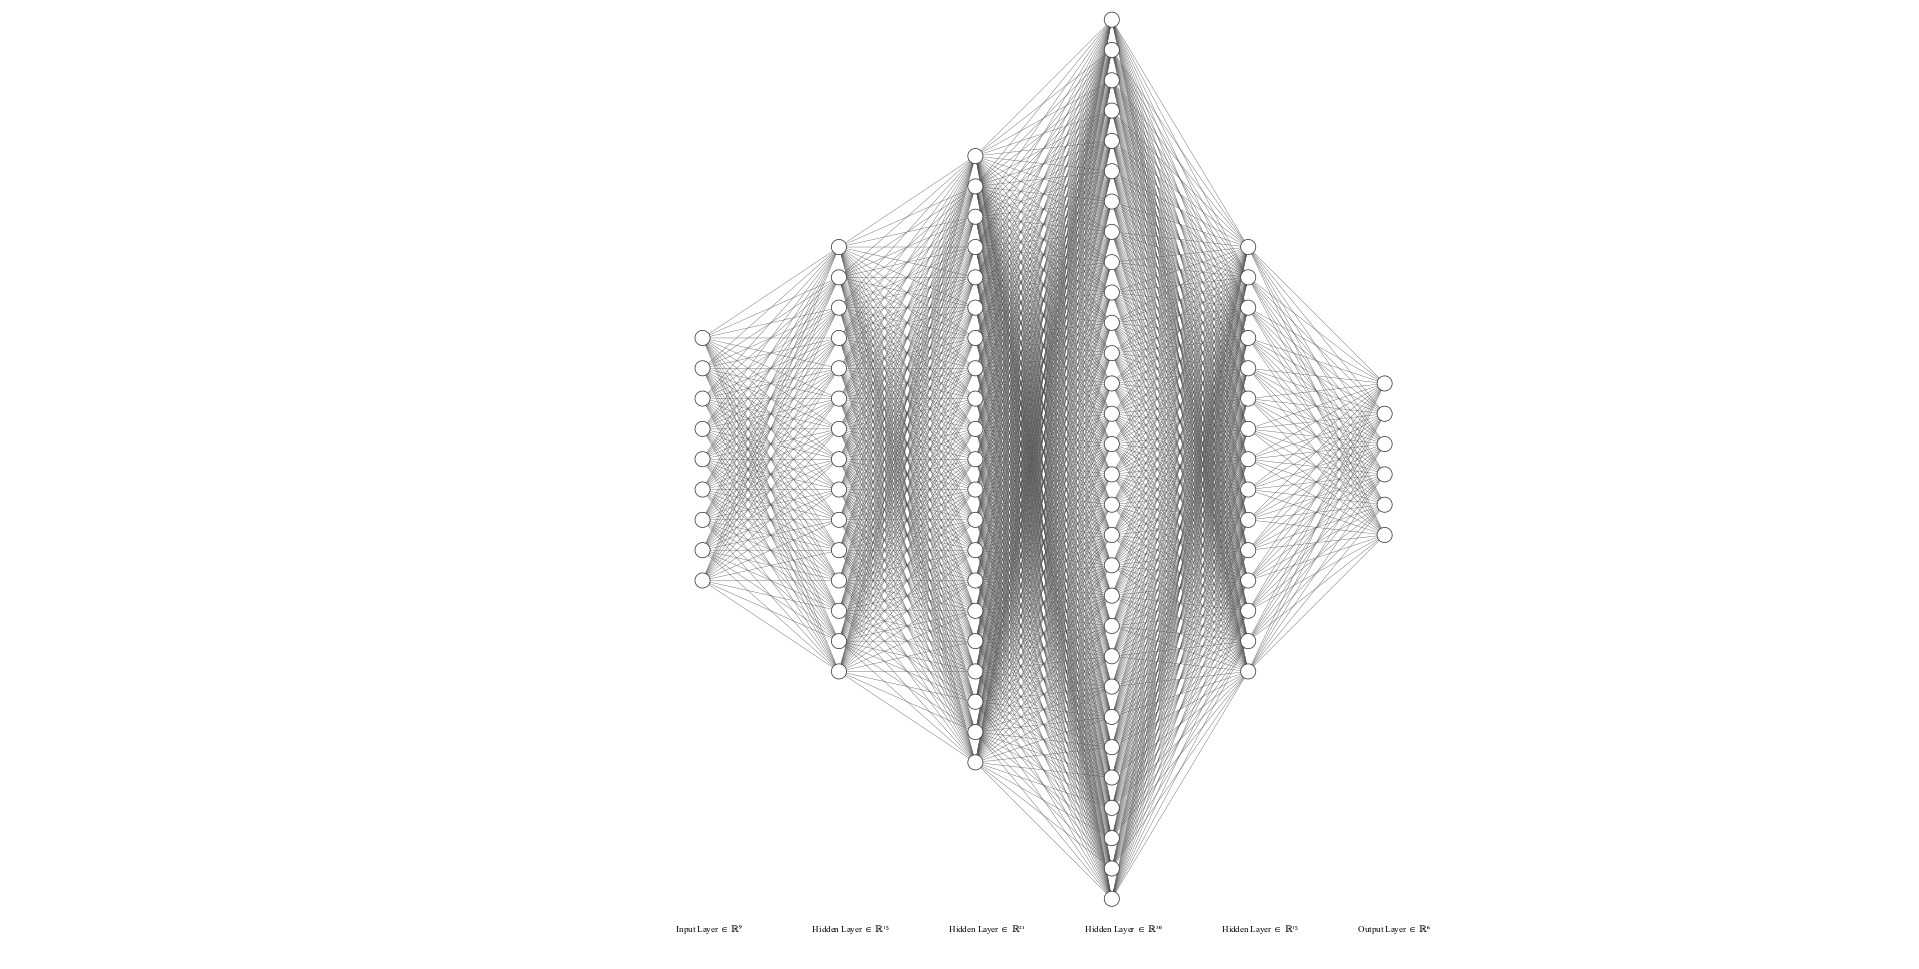 Input Layer ∈ ℝ⁹
Hidden Layer ∈ ℝ¹⁵
Hidden Layer ∈ ℝ²¹
Hidden Layer ∈ ℝ³⁰
Hidden Layer ∈ ℝ¹⁵
Output Layer ∈ ℝ⁶